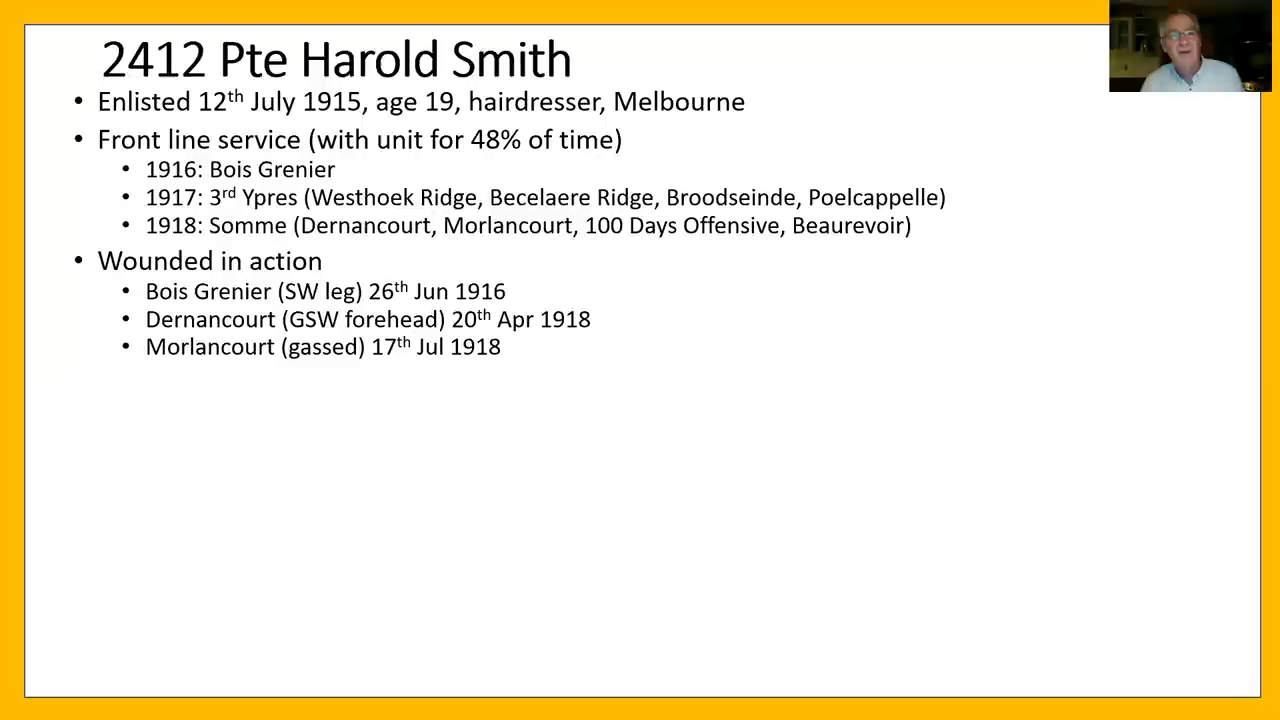 2412 Pte Harold Smith
• Enlisted 12th July 1915, age 19, hairdresser, Melbourne
• Front line service (with unit for 48% of time)
• 1916: Bois Grenier
• 1917: 3rd Ypres (Westhoek Ridge, Becelaere Ridge, Broodseinde, Poelcappelle)
• 1918: Somme (Dernancourt, Morlancourt, 100 Days Offensive, Beaurevoir)
• Wounded in action
• Bois Grenier (SW leg) 26th Jun 1916
• Dernancourt (GSW forehead) 20th Apr 1918
• Morlancourt (gassed) 17th Jul 1918